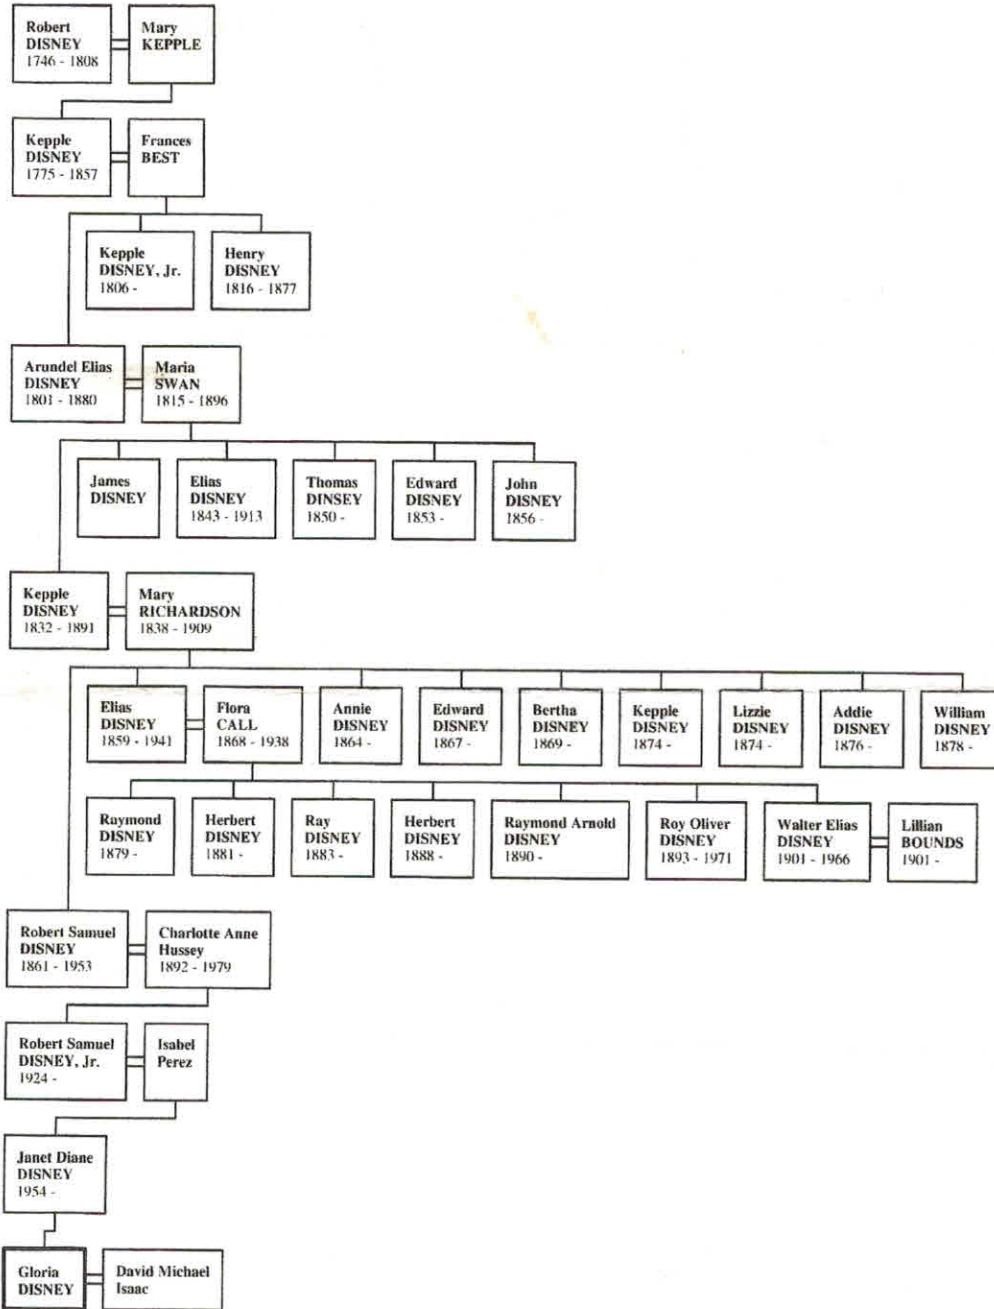 Robert
DISNEY
1746 - 1808
Mary
KEPPLE
Kepple
DISNEY
1775 - 1857
Frances
BEST
Kepple
DISNEY, Jr.
1806 -
Henry
DISNEY
1816 - 1877
Arundel Elias
DISNEY
1801 - 1880
Maria
SWAN
1815 - 1896
James
DISNEY
Elias
DISNEY
1843 - 1913
Thomas
DINSEY
1850 -
Edward
DISNEY
1853 -
John
DISNEY
1856 -
Kepple
DISNEY
1832 - 1891
Mary
RICHARDSON
1838 - 1909
Elias
DISNEY
1859 - 1941
Flora
CALL
1868 - 1938
Annie
DISNEY
1864 -
Edward
DISNEY
1867 -
Bertha
DISNEY
1869 -
Kepple
DISNEY
1874 -
Lizzie
DISNEY
1874 -
Addie
DISNEY
1876 -
William
DISNEY
1878 -
Raymond
DISNEY
1879 -
Herbert
DISNEY
1881 -
Ray
DISNEY
1883 -
Herbert
DISNEY
1888 -
Raymond Arnold
DISNEY
1890 -
Roy Oliver
DISNEY
1893 - 1971
Walter Elias
DISNEY
1901 - 1966
Lillian
BOUNDS
1901 -
Robert Samuel
DISNEY
1861 - 1953
Charlotte Anne
Hussey
1892 - 1979
Robert Samuel
DISNEY, Jr.
1924 -
Isabel
Perez
Janet Diane
DISNEY
1954 -
Gloria
DISNEY
David Michael
Isaac